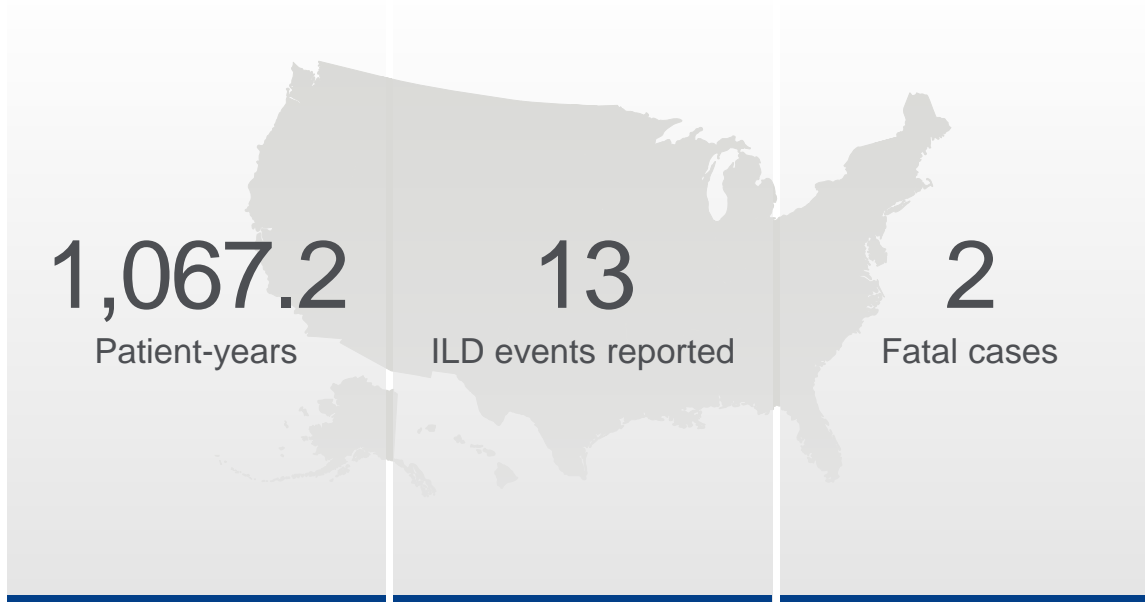 1,067.2
Patient-years
13
ILD events reported
2
Fatal cases